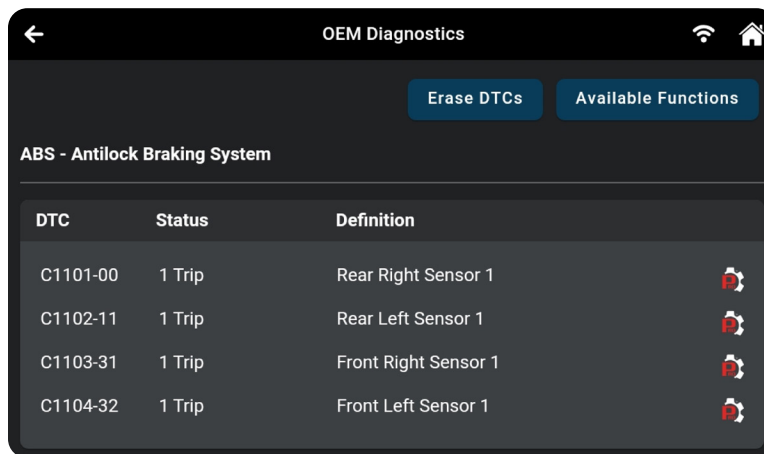 OEM Diagnostics
Erase DTCs Available Functions
ABS - Antilock Braking System
DTC Status Definition
C1101-00 1 Trip Rear Right Sensor 1
C1102-11 1 Trip Rear Left Sensor 1
C1103-31 1 Trip Front Right Sensor 1
C1104-32 1 Trip Front Left Sensor 1